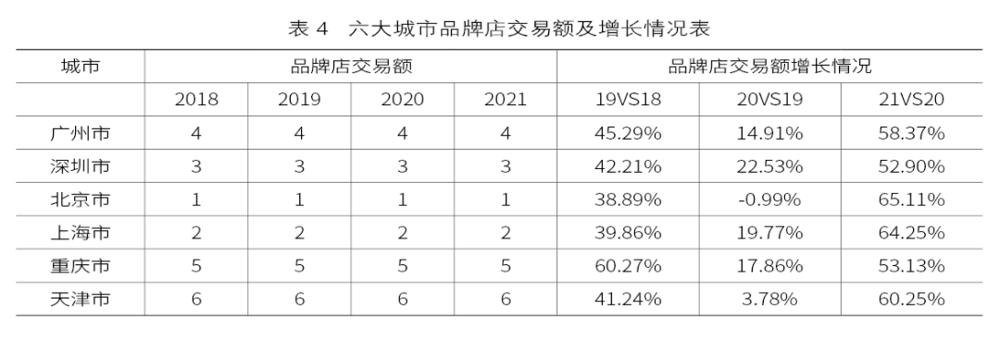 表 4 六大城市品牌店交易额及增长情况表
城市 品牌店交易额 品牌店交易额增长情况
2018 2019 2020 2021 19VS18 20VS19 21VS20
广州市 4 4 4 4 45.29% 14.91% 58.37%
深圳市 3 3 3 3 42.21% 22.53% 52.90%
北京市 1 1 1 1 38.89% -0.99% 65.11%
上海市 2 2 2 2 39.86% 19.77% 64.25%
重庆市 5 5 5 5 60.27% 17.86% 53.13%
天津市 6 6 6 6 41.24% 3.78% 60.25%